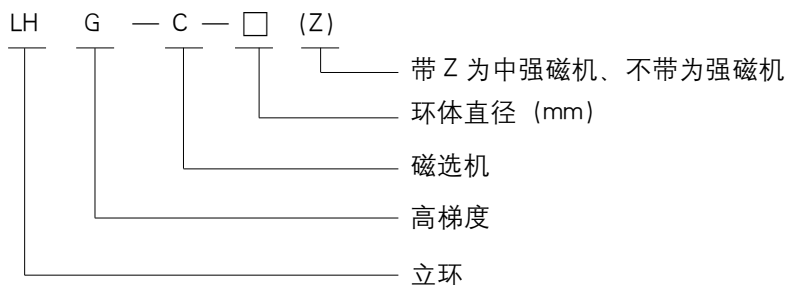 LH G — C — □ (Z)
带 Z 为中强磁机、不带为强磁机
环体直径 (mm)
磁选机
高梯度
立环